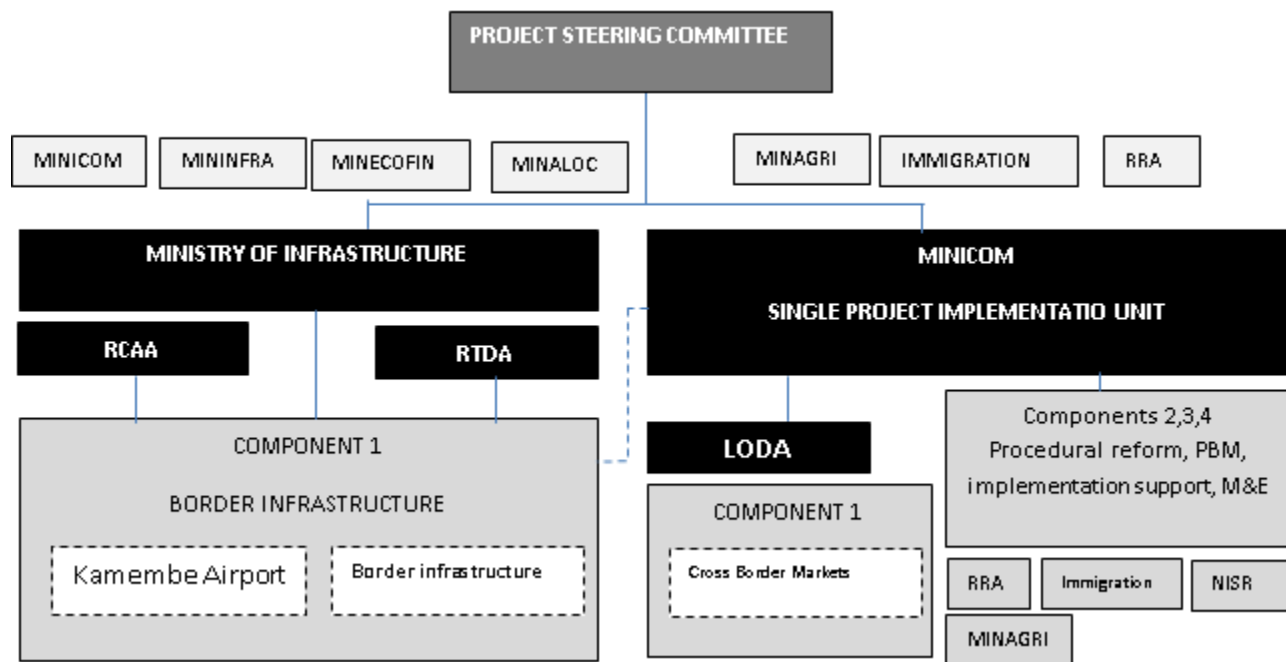 PROJECT STEERING COMMITTEE
MINICOM
MININFRA
MINECOFIN
MINALOC
MINAGRI
IMMIGRATION
RRA
MINISTRY OF INFRASTRUCTURE
MINICOM
SINGLE PROJECT IMPLEMENTATIO UNIT
RCAA
RTDA
COMPONENT 1
BORDER INFRASTRUCTURE
Kamembe Airport
Border infrastructure
LODA
COMPONENT 1
Cross Border Markets
Components 2,3,4
Procedural reform, PBM,
implementation support, M&E
RRA
Immigration
NISR
MINAGRI